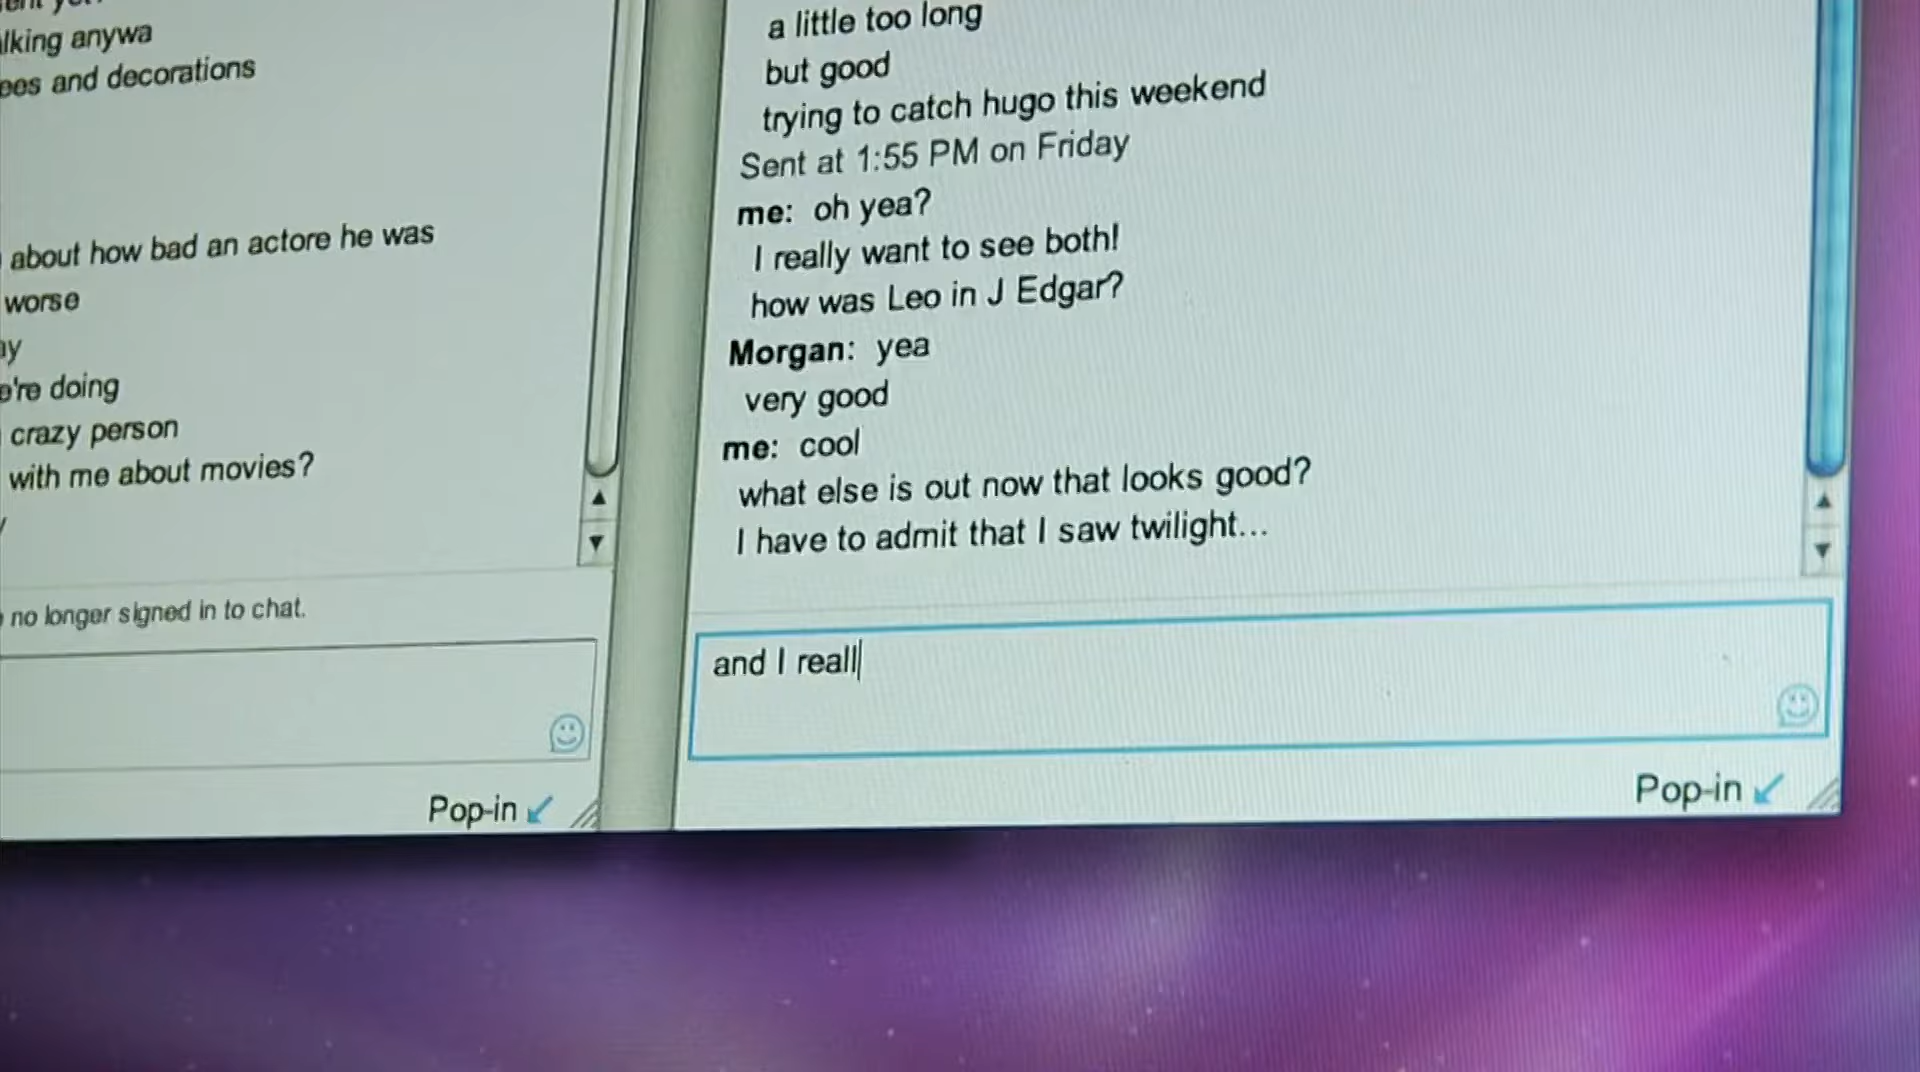 anywa
and decorations
about how bad an actore he was
worse
doing
crazy person
with me about movies?
no longer signed in to chat.
Pop-in
a little too long
but good
trying to catch hugo this weekend
Sent at 1:55 PM on Friday
me: oh yea?
I really want to see both!
how was Leo in J Edgar?
Morgan: yea
very good
me: cool
what else is out now that looks good?
I have to admit that I saw twilight...
and I reall
Pop-in